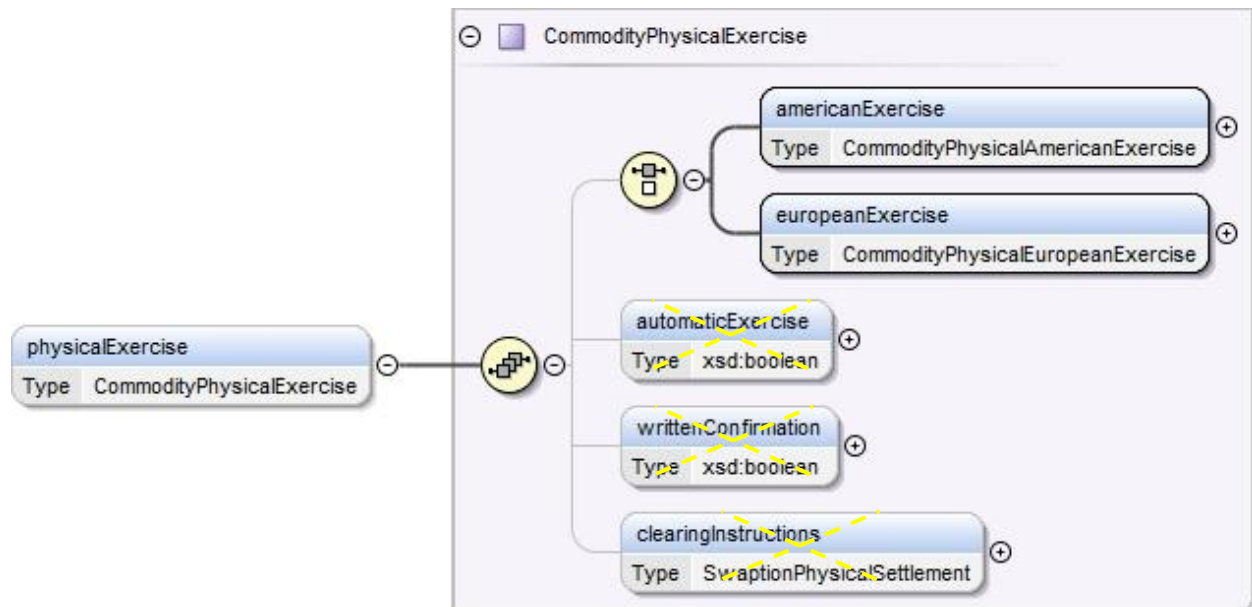 CommodityPhysicalExercise
americanExercise
Type CommodityPhysicalAmericanExercise
europeanExercise
Type CommodityPhysicalEuropeanExercise
automaticExercise
Type xsd:boolean
physicalExercise
Type CommodityPhysicalExercise
writtenConfirmation
Type xsd:boolean
clearingInstructions
Type SwaptionPhysicalSettlement